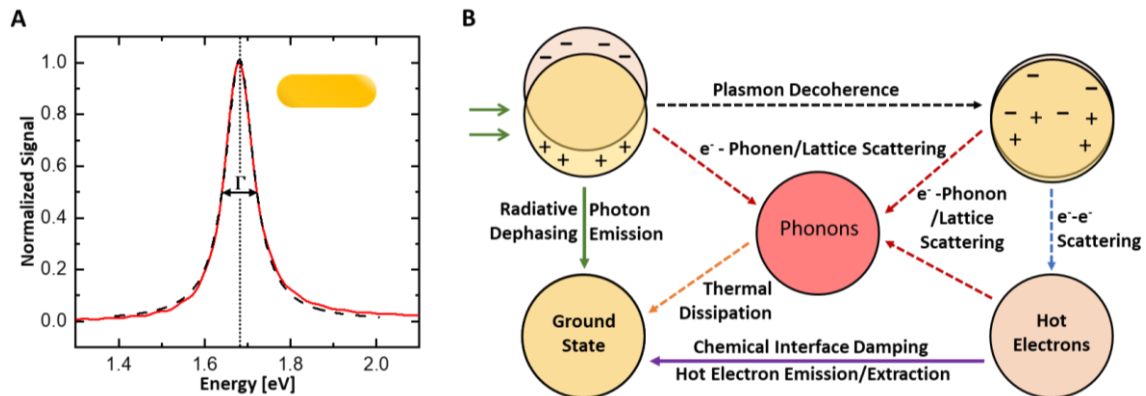 A
Normalized Signal
1.0
0.8
0.6
0.4
0.2
0.0
Γ
1.4 1.6 1.8 2.0
Energy [eV]
B
Plasmon Decoherence
e⁻ - Phonen/Lattice Scattering
Radiative
Dephasing
Photon
Emission
Phonons
e⁻ -Phonon
/Lattice
Scattering
e⁻-e⁻
Scattering
Thermal
Dissipation
Ground
State
Hot
Electrons
Chemical Interface Damping
Hot Electron Emission/Extraction